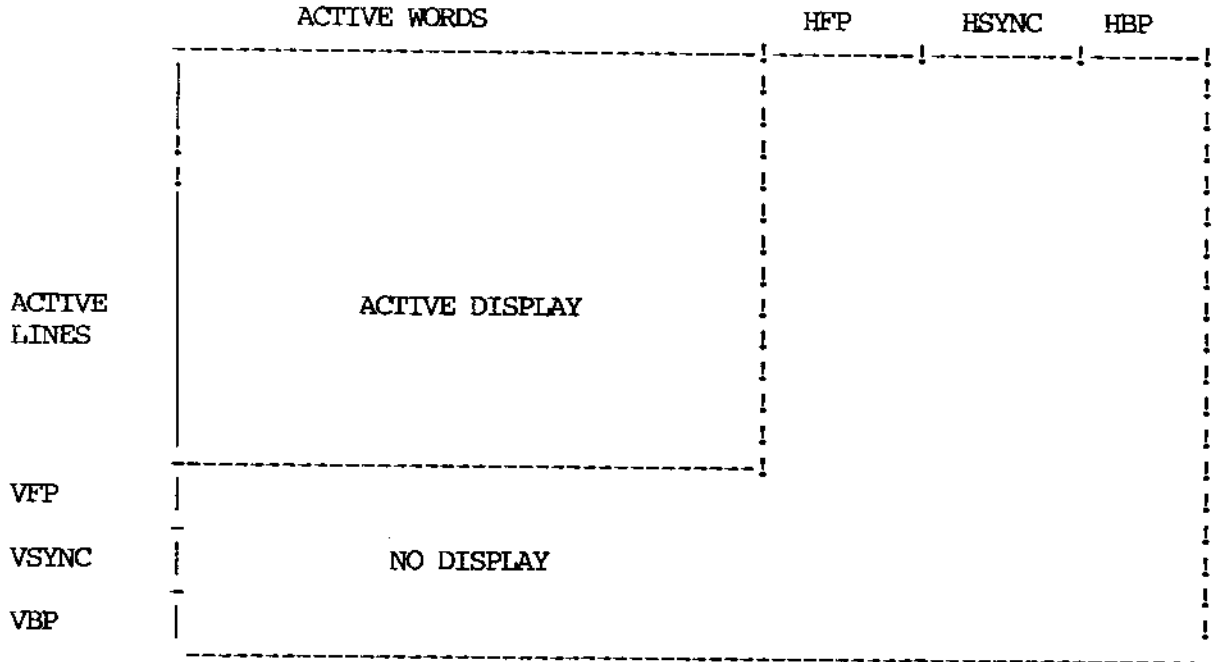 ACTIVE WORDS HFP HSYNC HBP
ACTIVE
LINES
ACTIVE DISPLAY
VFP
VSYNC NO DISPLAY
VBP